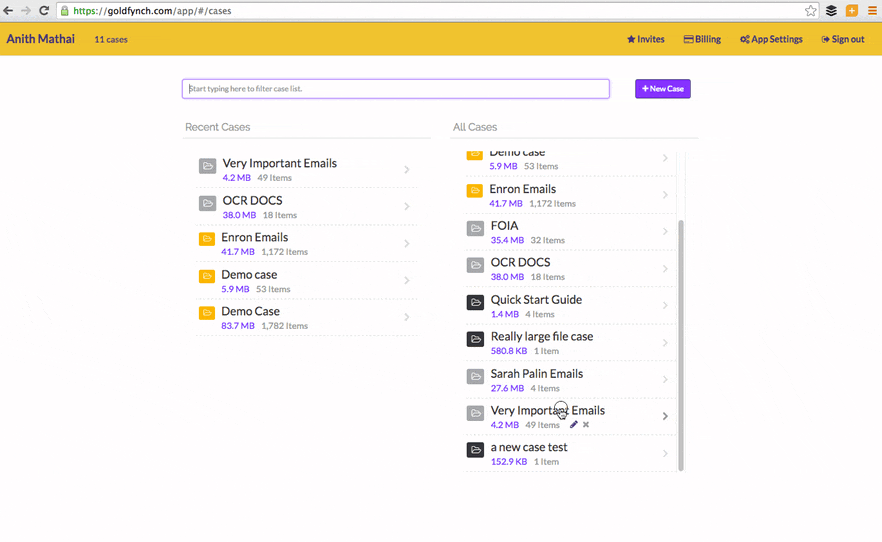 https://goldfynch.com/app/#/cases
Anith Mathai
11 cases
Invites
Billing
App Settings
Sign out
Start typing here to filter case list.
+ New Case
Recent Cases
Very Important Emails
4.2 MB 49 Items
OCR DOCS
38.0 MB 18 Items
Enron Emails
41.7 MB 1,172 Items
Demo case
5.9 MB 53 Items
Demo Case
83.7 MB 1,782 Items
All Cases
Demo case
5.9 MB 53 Items
Enron Emails
41.7 MB 1,172 Items
FOIA
35.4 MB 32 Items
OCR DOCS
38.0 MB 18 Items
Quick Start Guide
1.4 MB 4 Items
Really large file case
580.8 KB 1 Item
Sarah Palin Emails
27.6 MB 4 Items
Very Important Emails
4.2 MB 49 Items
a new case test
152.9 KB 1 Item